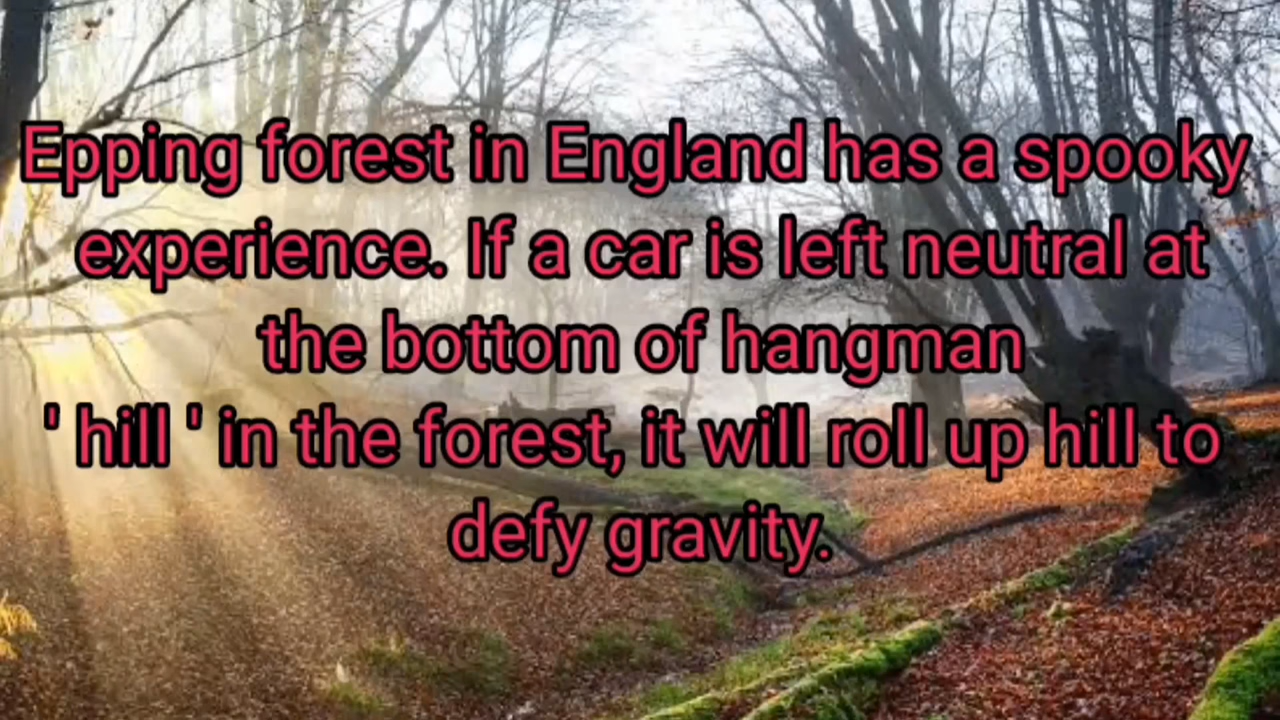 Epping forest in England has a spooky
experience. If a car is left neutral at
the bottom of hangman
' hill ' in the forest, it will roll up hill to
defy gravity.